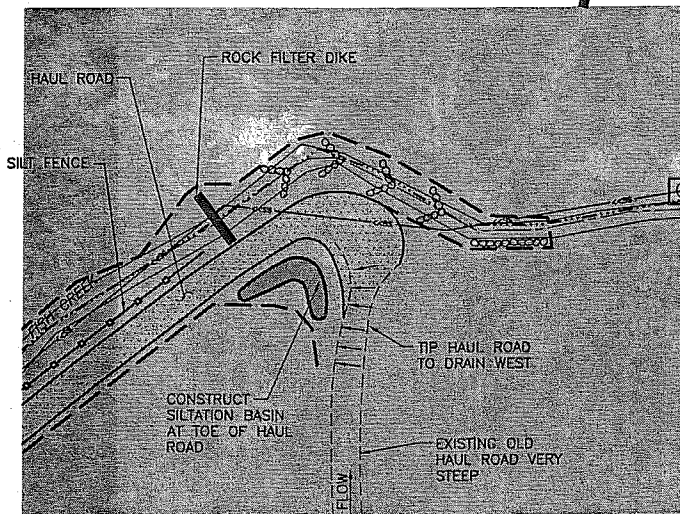 ROCK FILTER DIKE
HAUL ROAD
SILT FENCE
CREEK
TIP HAUL ROAD
TO DRAIN WEST
CONSTRUCT
SILTATION BASIN
AT TOE OF HAUL
ROAD
EXISTING OLD
HAUL ROAD VERY
STEEP
FLOW